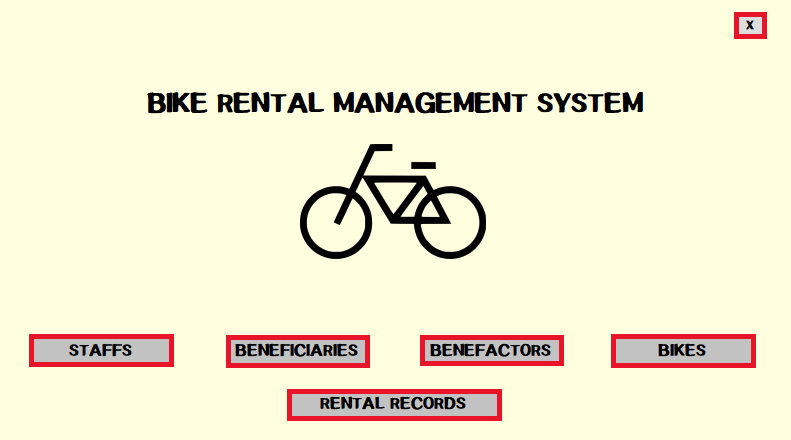 X
BIKE RENTAL MANAGEMENT SYSTEM
STAFFS
BENEFICIARIES
BENEFACTORS
BIKES
RENTAL RECORDS